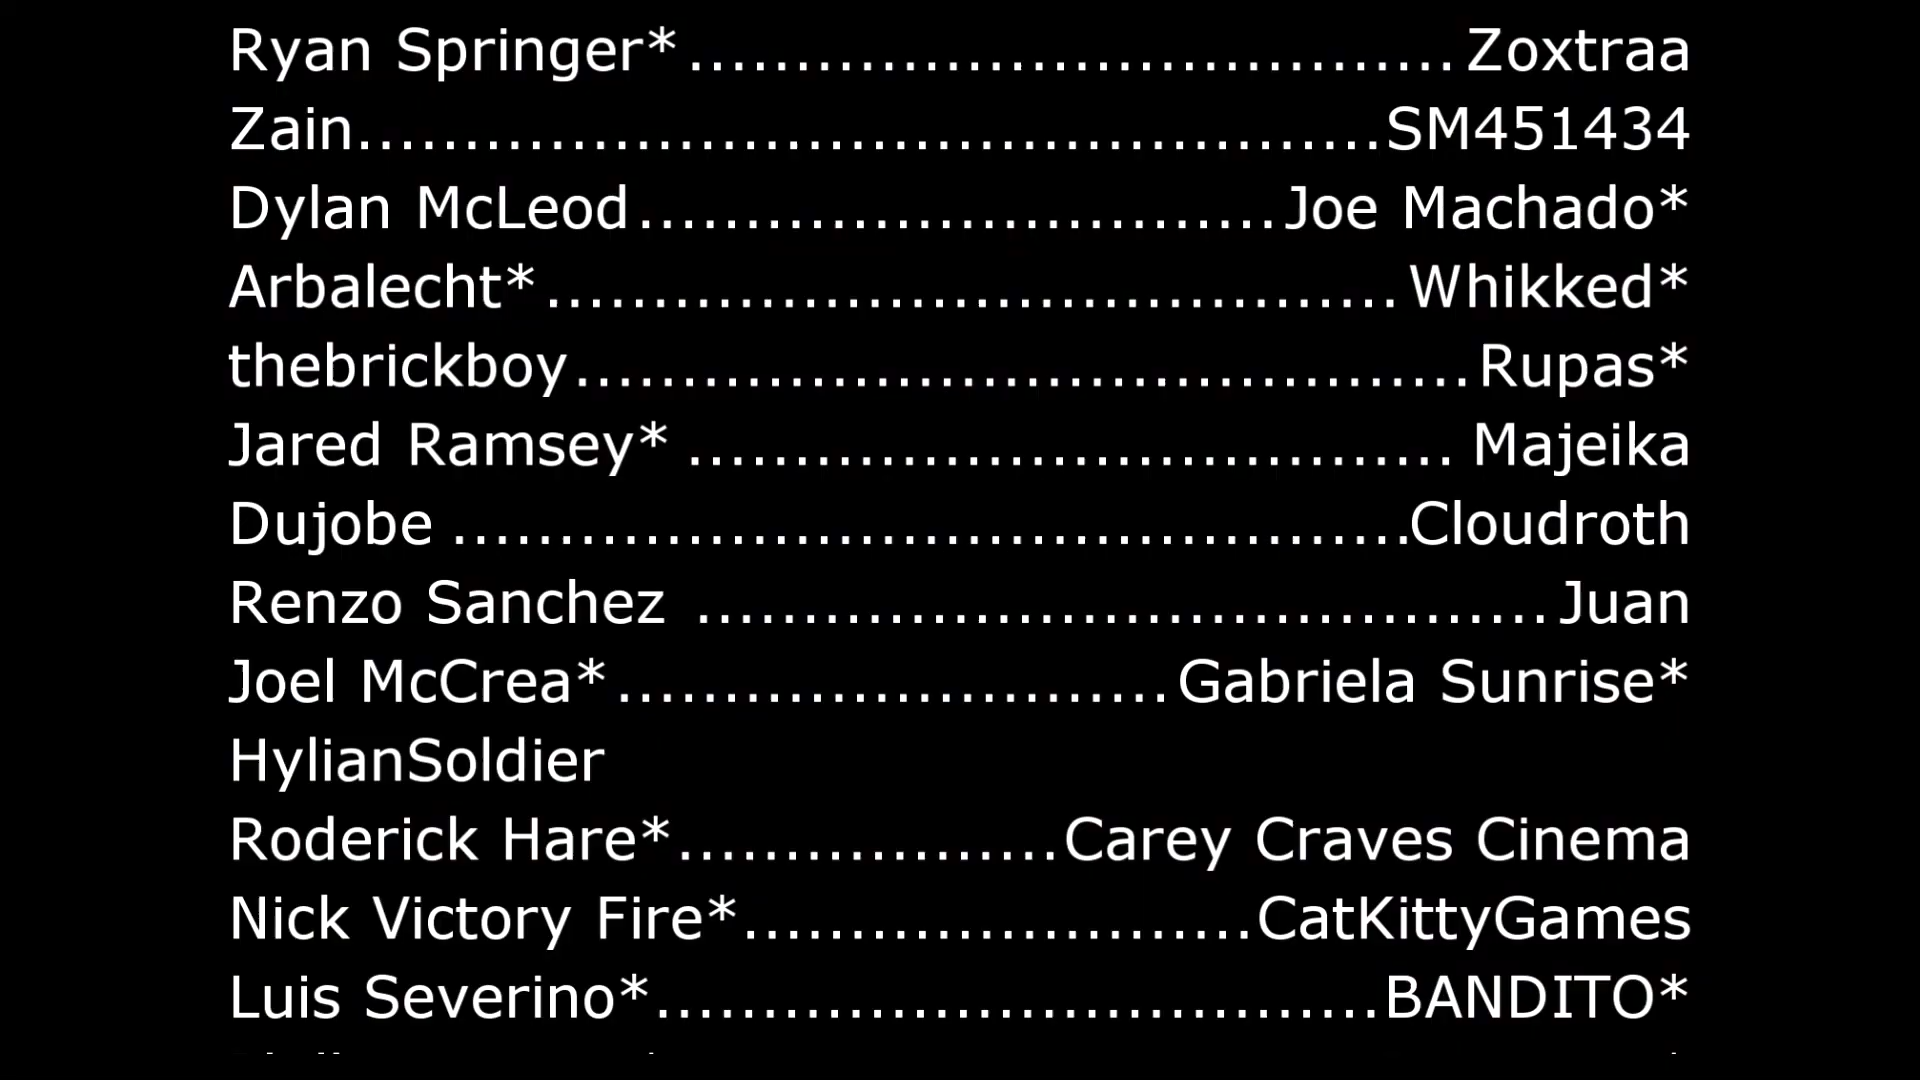 Ryan Springer*....................................Zoxtraa
Zain................................................SM451434
Dylan McLeod..............................Joe Machado*
Arbalecht*........................................Whikked*
thebrickboy..........................................Rupas*
Jared Ramsey* .................................... Majeika
Dujobe .............................................Cloudroth
Renzo Sanchez ........................................Juan
Joel McCrea*..........................Gabriela Sunrise*
HylianSoldier
Roderick Hare*..................Carey Craves Cinema
Nick Victory Fire*........................CatKittyGames
Luis Severino*..................................BANDITO*